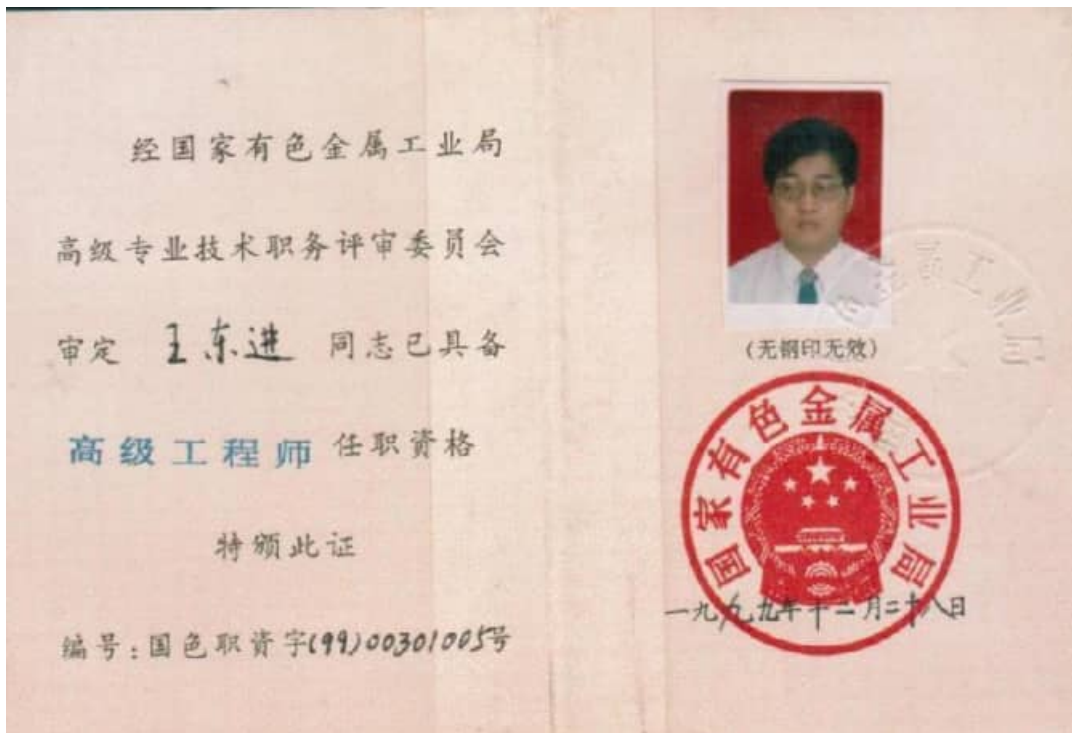 经国家有色金属工业局
高级专业技术职务评审委员会
审定 王东进 同志已具备
高级工程师 任职资格
特颁此证
编号:国色职资字(99)00301005号
(无钢印无效)
国家有色金属工业局
一九九九年十二月二十八日